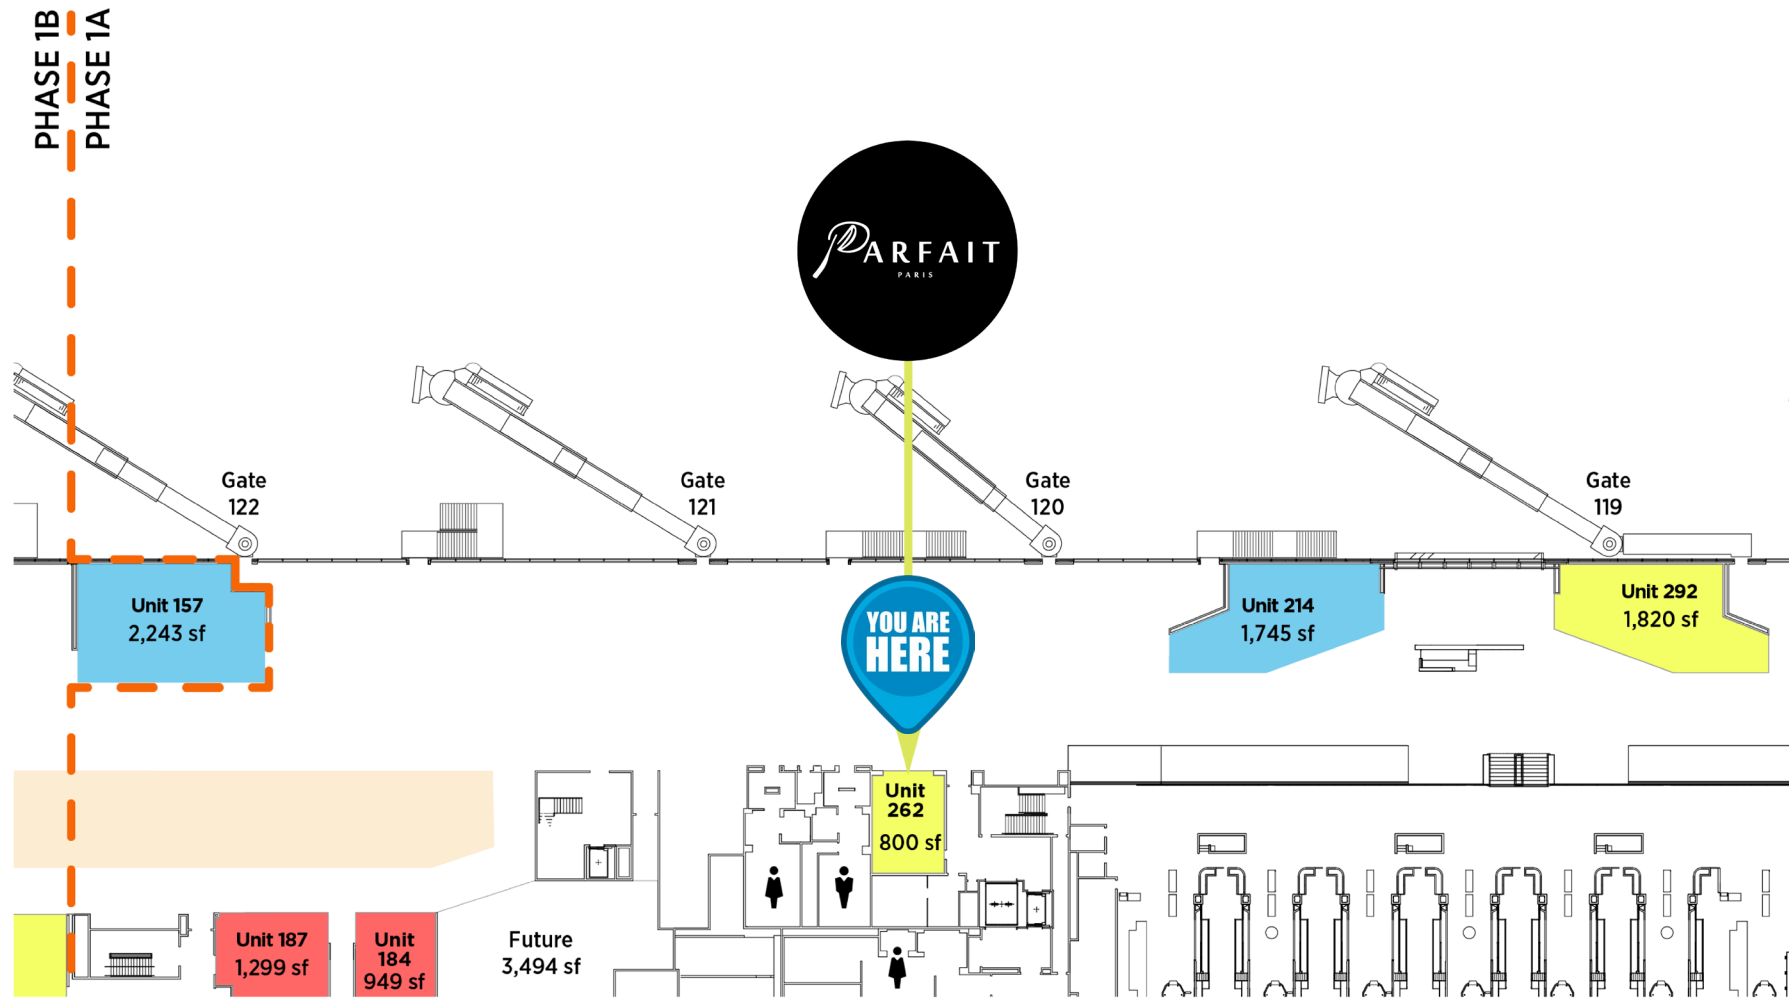 PHASE 1B
PHASE 1A
PARFAIT
PARIS
Gate
122
Gate
121
Gate
120
Gate
119
YOU ARE
HERE
Unit 157
2,243 sf
Unit 214
1,745 sf
Unit 292
1,820 sf
Unit
262
800 sf
Unit 187
1,299 sf
Unit
184
949 sf
Future
3,494 sf